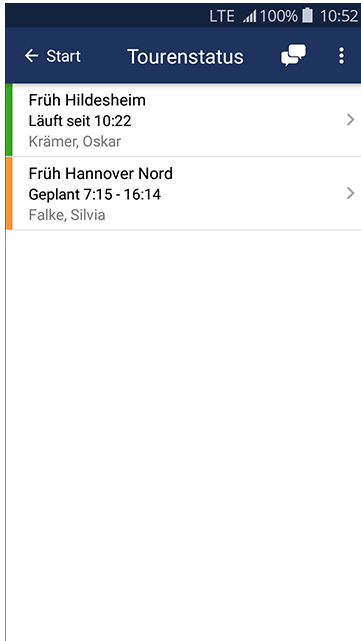 LTE 100% 10:52
Start Tourenstatus
Früh Hildesheim
Läuft seit 10:22
Krämer, Oskar
Früh Hannover Nord
Geplant 7:15 - 16:14
Falke, Silvia